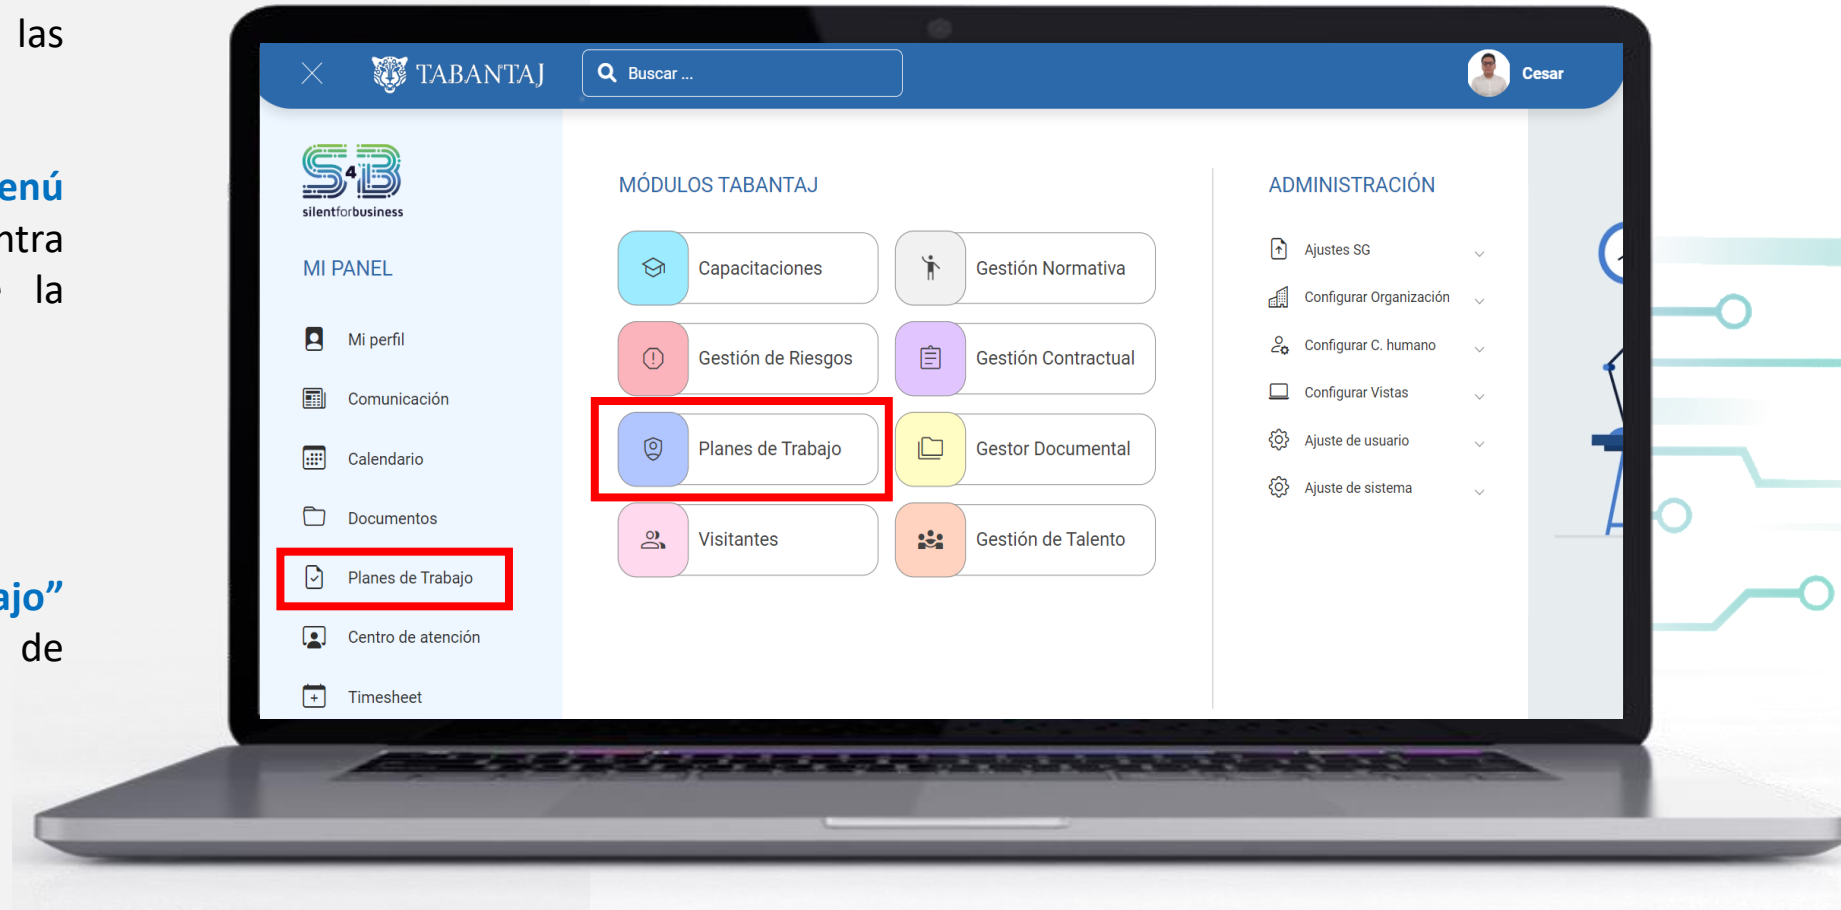 las
enú
ntra
la
ajo”
de
TABANTAJ
Buscar ...
Cesar
S4B
silentforbusiness
MI PANEL
Mi perfil
Comunicación
Calendario
Documentos
Planes de Trabajo
Centro de atención
Timesheet
MÓDULOS TABANTAJ
Capacitaciones
Gestión Normativa
Gestión de Riesgos
Gestión Contractual
Planes de Trabajo
Gestor Documental
Visitantes
Gestión de Talento
ADMINISTRACIÓN
Ajustes SG
Configurar Organización
Configurar C. humano
Configurar Vistas
Ajuste de usuario
Ajuste de sistema